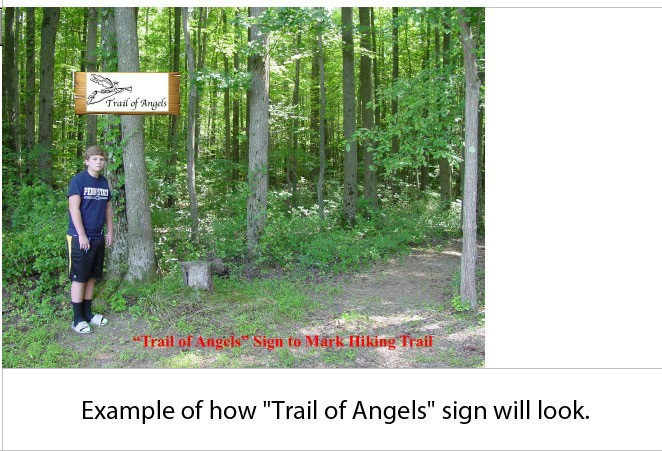 Trail of Angels
PENN STATE
“Trail of Angels” Sign to Mark Hiking Trail
Example of how "Trail of Angels" sign will look.